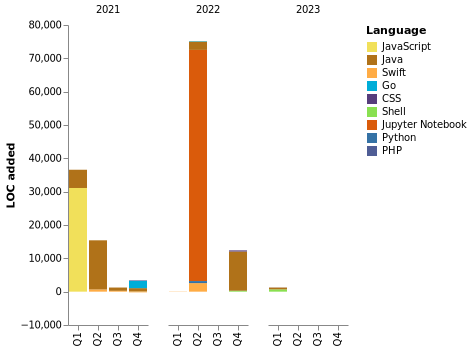 2021 2022 2023
80,000
70,000
60,000
50,000
40,000
30,000
20,000
10,000
0
−10,000
LOC added
Q1 Q2 Q3 Q4 Q1 Q2 Q3 Q4 Q1 Q2 Q3 Q4
Language
JavaScript
Java
Swift
Go
CSS
Shell
Jupyter Notebook
Python
PHP